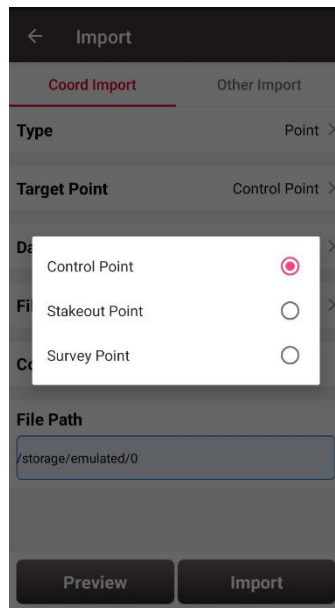 ← Import
Coord Import Other Import
Type Point >
Target Point Control Point >
Da
Control Point
Stakeout Point
Survey Point
Fi >
Co
File Path
/storage/emulated/0
Preview Import